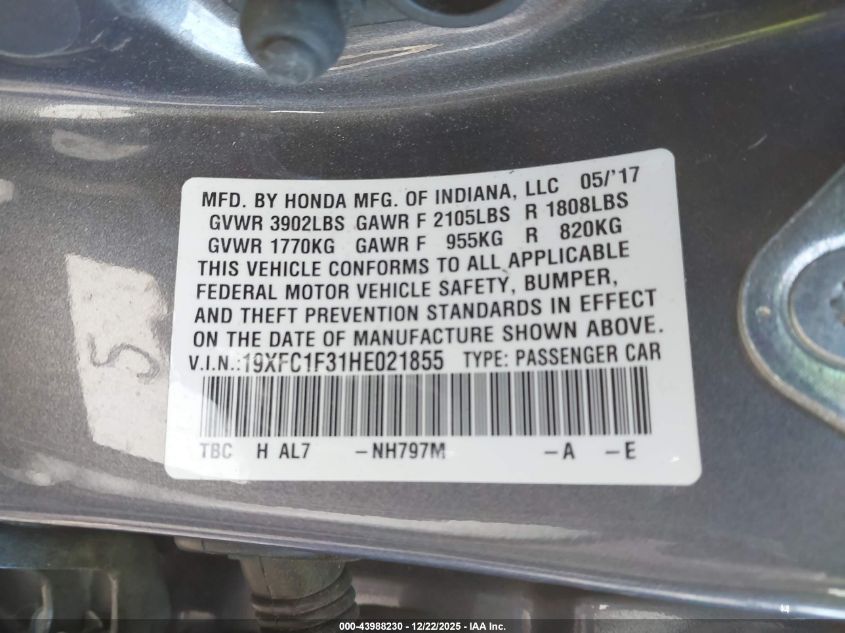 MFD. BY HONDA MFG. OF INDIANA, LLC 05/'17
GVWR 3902LBS GAWR F 2105LBS R 1808LBS
GVWR 1770KG GAWR F 955KG R 820KG
THIS VEHICLE CONFORMS TO ALL APPLICABLE
FEDERAL MOTOR VEHICLE SAFETY, BUMPER,
AND THEFT PREVENTION STANDARDS IN EFFECT
ON THE DATE OF MANUFACTURE SHOWN ABOVE.
V.I.N.:19XFC1F31HE021855 TYPE: PASSENGER CAR
TBC H AL7 -NH797M -A -E
5
000-43988230 - 12/22/2025 - IAA Inc.